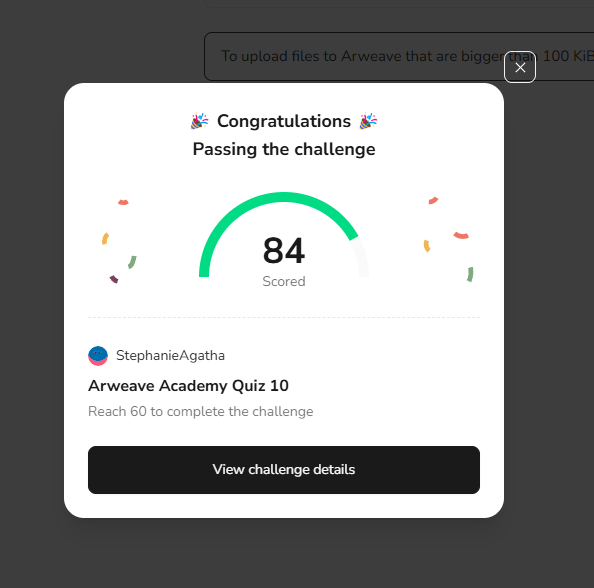 To upload files to Arweave that are bigger than 100 KiB
🎉 Congratulations 🎉
Passing the challenge
84
Scored
StephanieAgatha
Arweave Academy Quiz 10
Reach 60 to complete the challenge
View challenge details